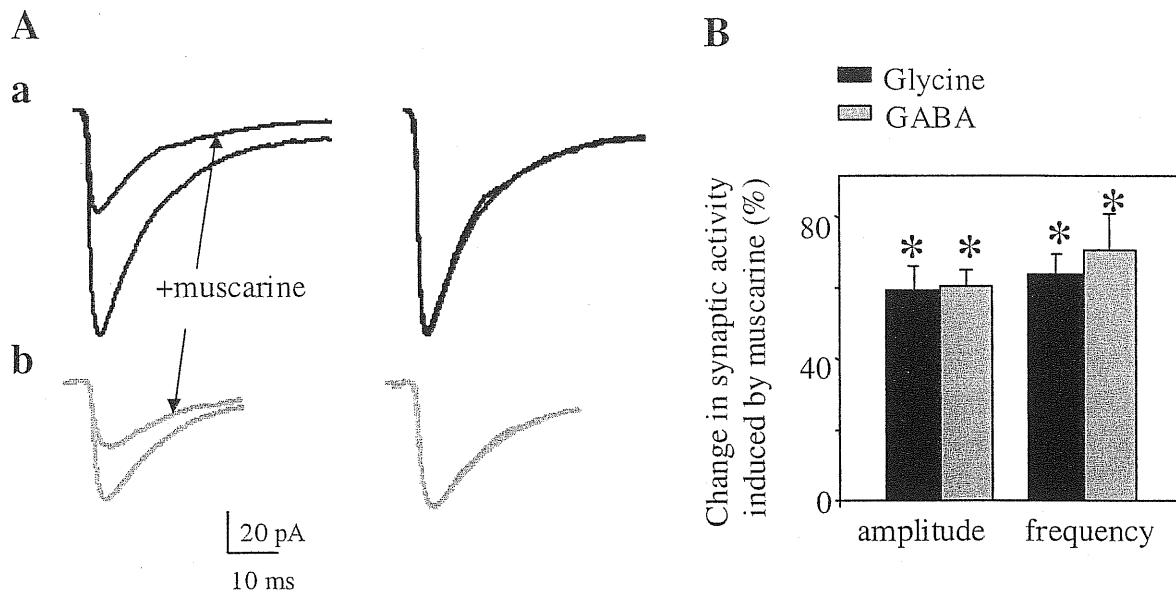 A
a
+muscarine
b
20 pA
10 ms
B
Glycine
GABA
Change in synaptic activity
induced by muscarine (%)
80
40
0
* * * *
amplitude frequency